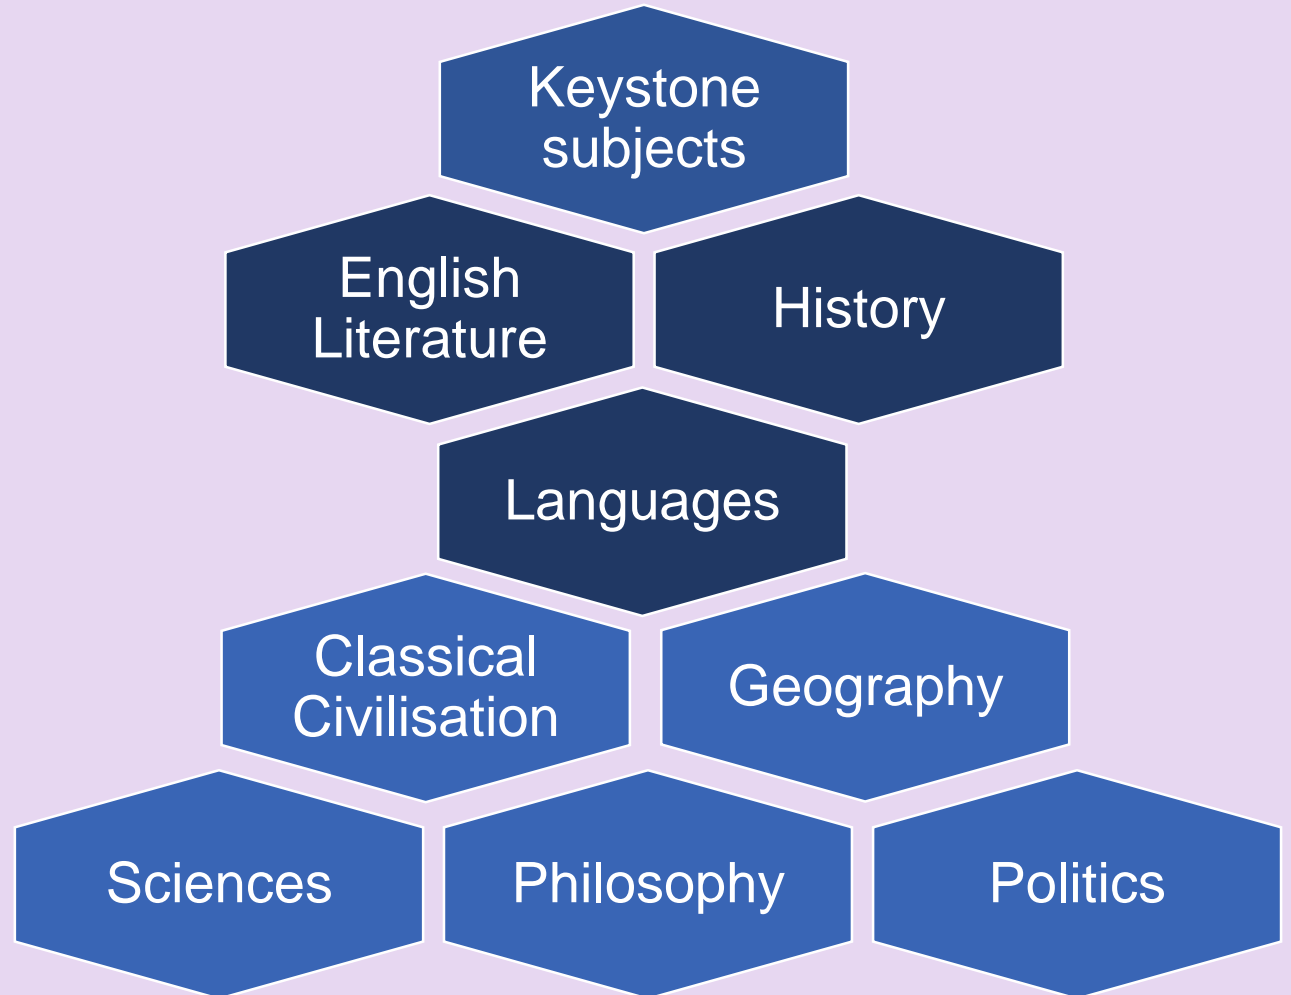 Keystone
subjects
English
Literature
History
Languages
Classical
Civilisation
Geography
Sciences
Philosophy
Politics